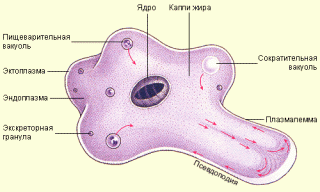 Ядро
Капли жира
Пищеварительная
вакуоль
Сократительная
вакуоль
Эктоплазма
Эндоплазма
Плазмалемма
Экскреторная
гранула
Псевдоподия